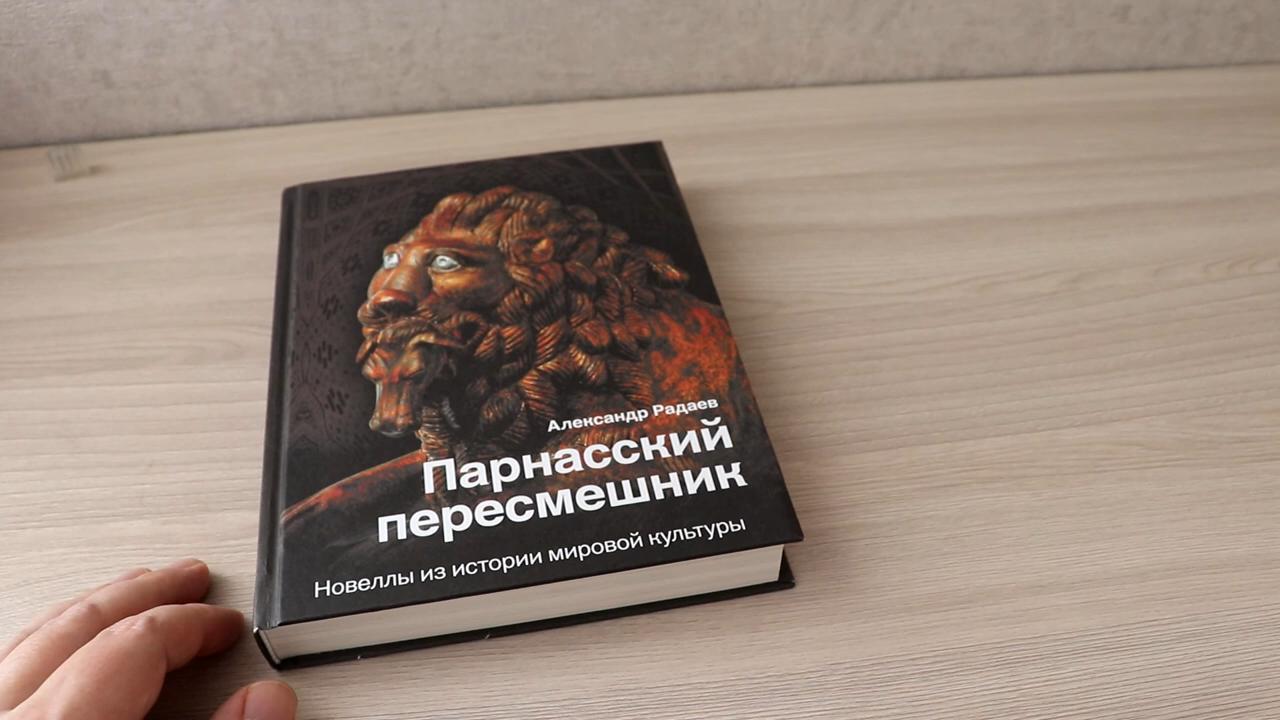 Александр Радаев
Парнасский
пересмешник
Новеллы из истории мировой культуры